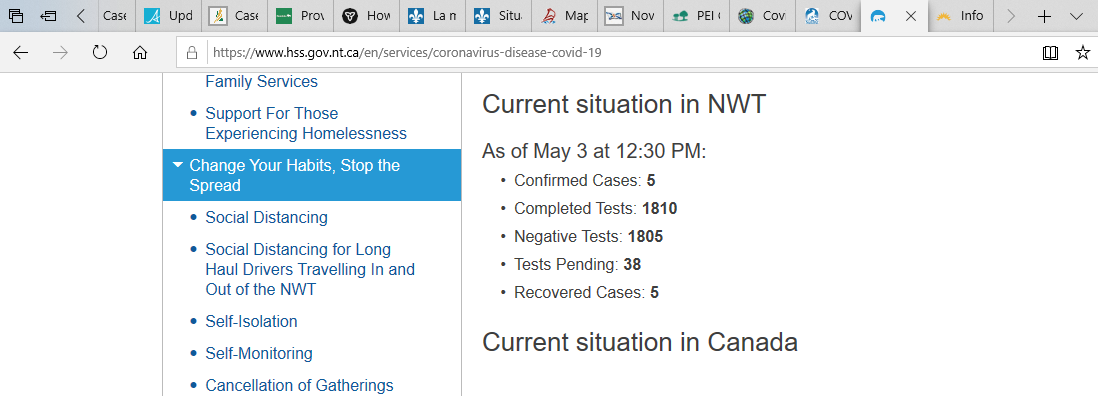 Case
Upd
Case
Prov
How
La m
Situ
Map
Nov
PEI
Cov
COV
Info
https://www.hss.gov.nt.ca/en/services/coronavirus-disease-covid-19
Family Services
Support For Those
Experiencing Homelessness
Change Your Habits, Stop the
Spread
Social Distancing
Social Distancing for Long
Haul Drivers Travelling In and
Out of the NWT
Self-Isolation
Self-Monitoring
Cancellation of Gatherings
Current situation in NWT
As of May 3 at 12:30 PM:
Confirmed Cases: 5
Completed Tests: 1810
Negative Tests: 1805
Tests Pending: 38
Recovered Cases: 5
Current situation in Canada